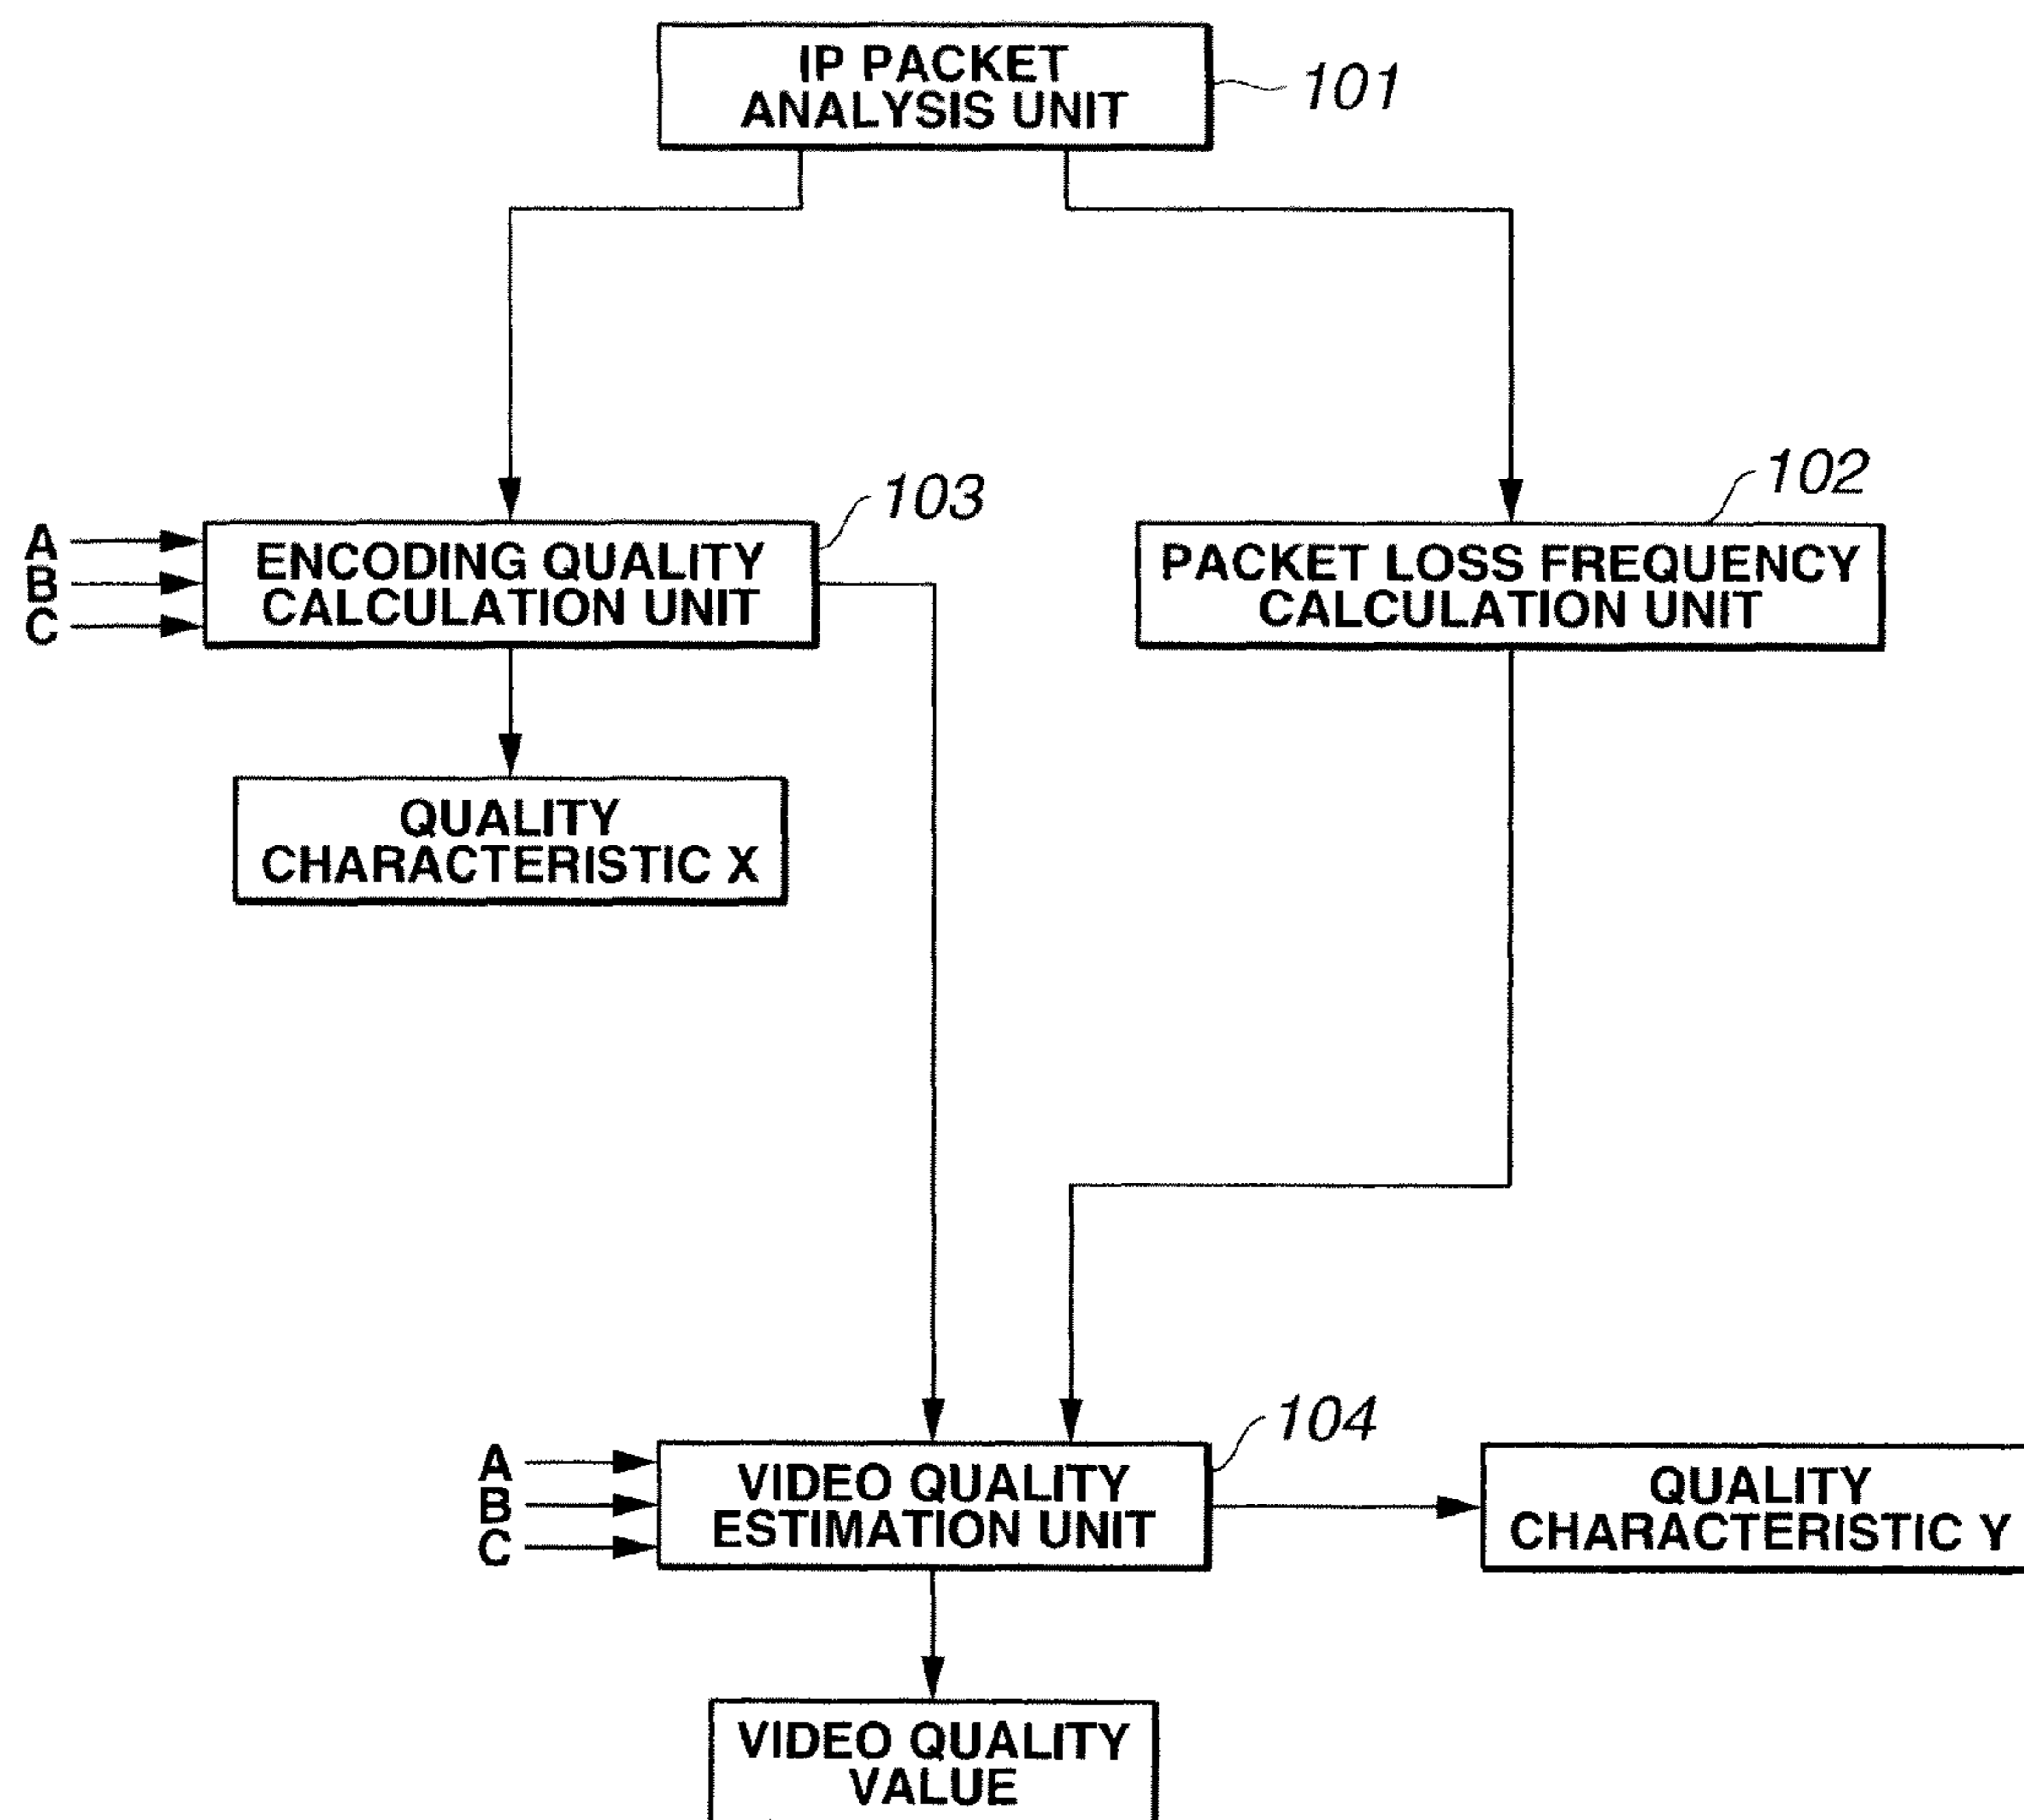 IP PACKET
ANALYSIS UNIT
101
103
102
A
B
C
ENCODING QUALITY
CALCULATION UNIT
PACKET LOSS FREQUENCY
CALCULATION UNIT
QUALITY
CHARACTERISTIC X
104
A
B
C
VIDEO QUALITY
ESTIMATION UNIT
QUALITY
CHARACTERISTIC Y
VIDEO QUALITY
VALUE